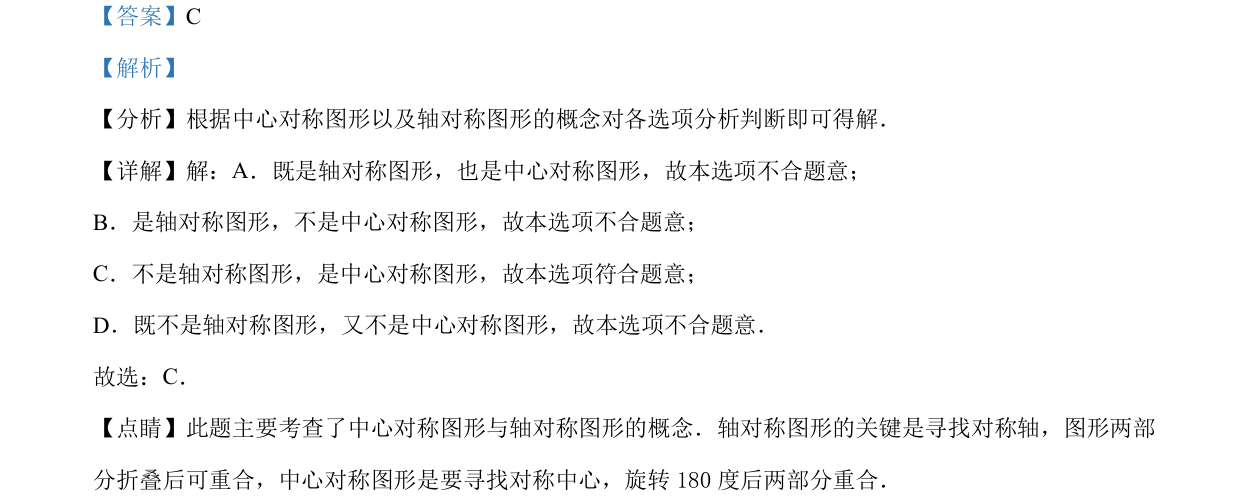 【答案】C
【解析】
【分析】根据中心对称图形以及轴对称图形的概念对各选项分析判断即可得解．
【详解】解：A．既是轴对称图形，也是中心对称图形，故本选项不合题意；
B．是轴对称图形，不是中心对称图形，故本选项不合题意；
C．不是轴对称图形，是中心对称图形，故本选项符合题意；
D．既不是轴对称图形，又不是中心对称图形，故本选项不合题意．
故选：C．
【点睛】此题主要考查了中心对称图形与轴对称图形的概念．轴对称图形的关键是寻找对称轴，图形两部
分折叠后可重合，中心对称图形是要寻找对称中心，旋转 180 度后两部分重合．